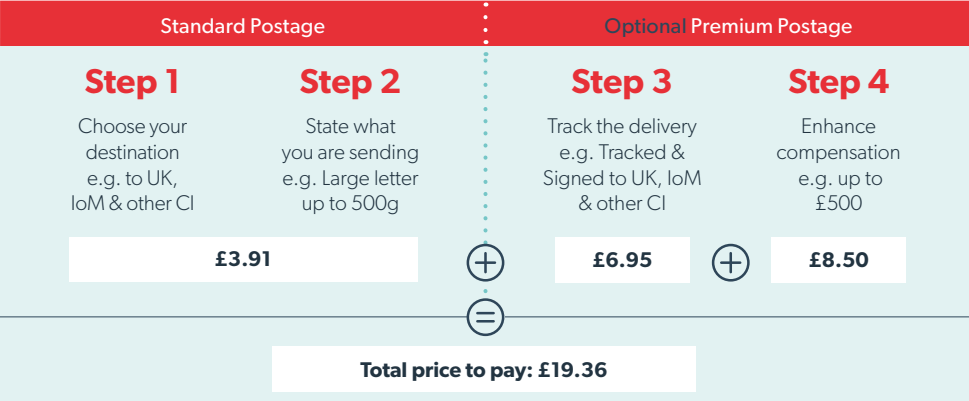 Standard Postage
Optional Premium Postage
Step 1
Choose your
destination
e.g. to UK,
IoM & other CI
Step 2
State what
you are sending
e.g. Large letter
up to 500g
£3.91
+
Step 3
Track the delivery
e.g. Tracked &
Signed to UK, IoM
& other CI
£6.95
+
Step 4
Enhance
compensation
e.g. up to
£500
£8.50
=
Total price to pay: £19.36